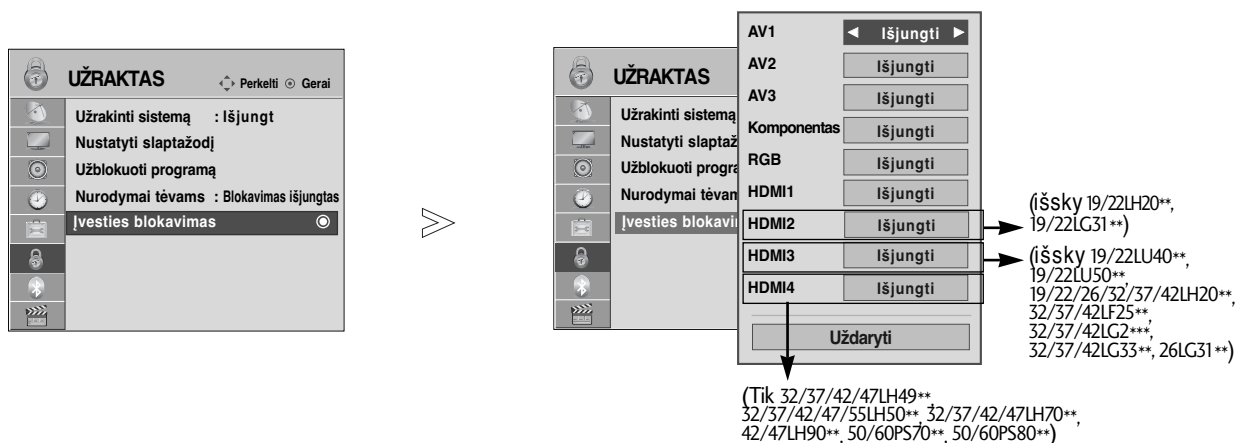 UŽRAKTAS
Perkelti
Gerai
Užrakinti sistemą : Išjungt
Nustatyti slaptažodį
Užblokuoti programą
Nurodymai tėvams : Blokavimas išjungtas
Įvesties blokavimas
UŽRAKTAS
Užrakinti sistemą
Nustatyti slaptaž
Užblokuoti progra
Nurodymai tėvam
Įvesties blokavi
AV1 ◄ Išjungti ►
AV2 Išjungti
AV3 Išjungti
Komponentas Išjungti
RGB Išjungti
HDMI1 Išjungti
HDMI2 Išjungti
HDMI3 Išjungti
HDMI4 Išjungti
Uždaryti
(išsky 19/22LH20**,
19/22LG31**)
(išsky 19/22LU40**,
19/22LU50**,
19/22/26/32/37/42LH20**,
32/37/42LF25**,
32/37/42LG2***,
32/37/42LG33**, 26LG31**)
(Tik 32/37/42/47LH49**,
32/37/42/47/55LH50**, 32/37/42/47LH70**,
42/47LH90**, 50/60PS70**, 50/60PS80**)